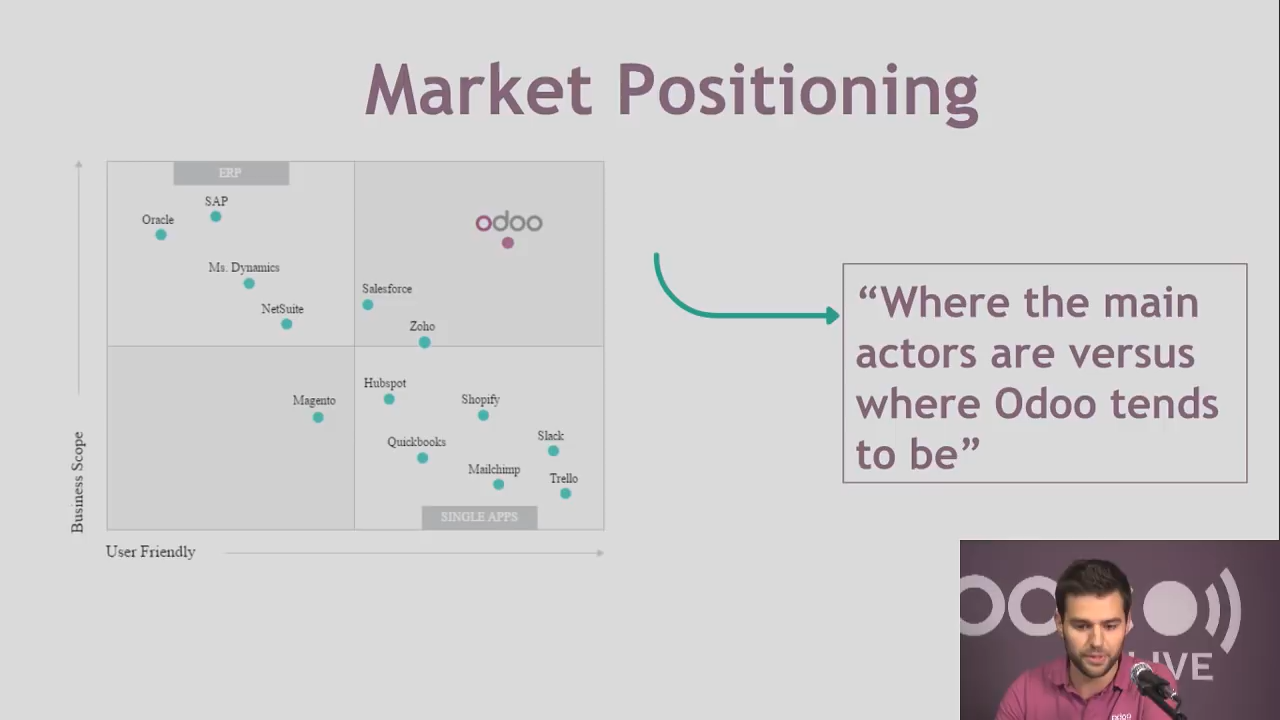 Market Positioning
ERP
SAP
Oracle
odoo
Ms. Dynamics
Salesforce
NetSuite
Zoho
Hubspot
Magento
Shopify
Quickbooks
Slack
Mailchimp
Trello
SINGLE APPS
Business Scope
User Friendly
“Where the main
actors are versus
where Odoo tends
to be”
LIVE
odoo